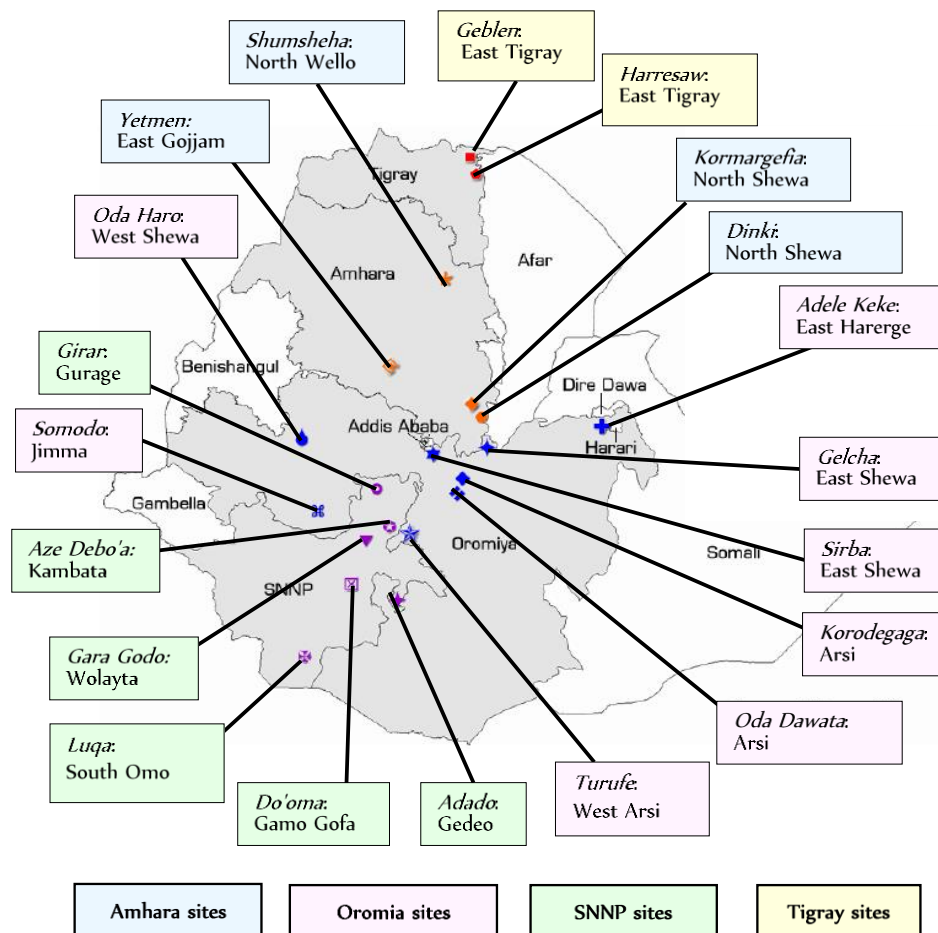 Shumsheha:
North Wello
Geblen:
East Tigray
Harresaw:
East Tigray
Yetmen:
East Gojjam
Kormargefia:
North Shewa
Oda Haro:
West Shewa
Dinki:
North Shewa
Adele Keke:
East Harerge
Girar:
Gurage
Somodo:
Jimma
Gelcha:
East Shewa
Aze Debo'a:
Kambata
Sirba:
East Shewa
Korodegaga:
Arsi
Gara Godo:
Wolayta
Oda Dawata:
Arsi
Luqa:
South Omo
Do'oma:
Gamo Gofa
Adado:
Gedeo
Turufe:
West Arsi
Tigray
Amhara
Afar
Benishangul
Dire Dawa
Addis Ababa
Harari
Gambella
Oromiya
Somali
SNNP
Amhara sites
Oromia sites
SNNP sites
Tigray sites